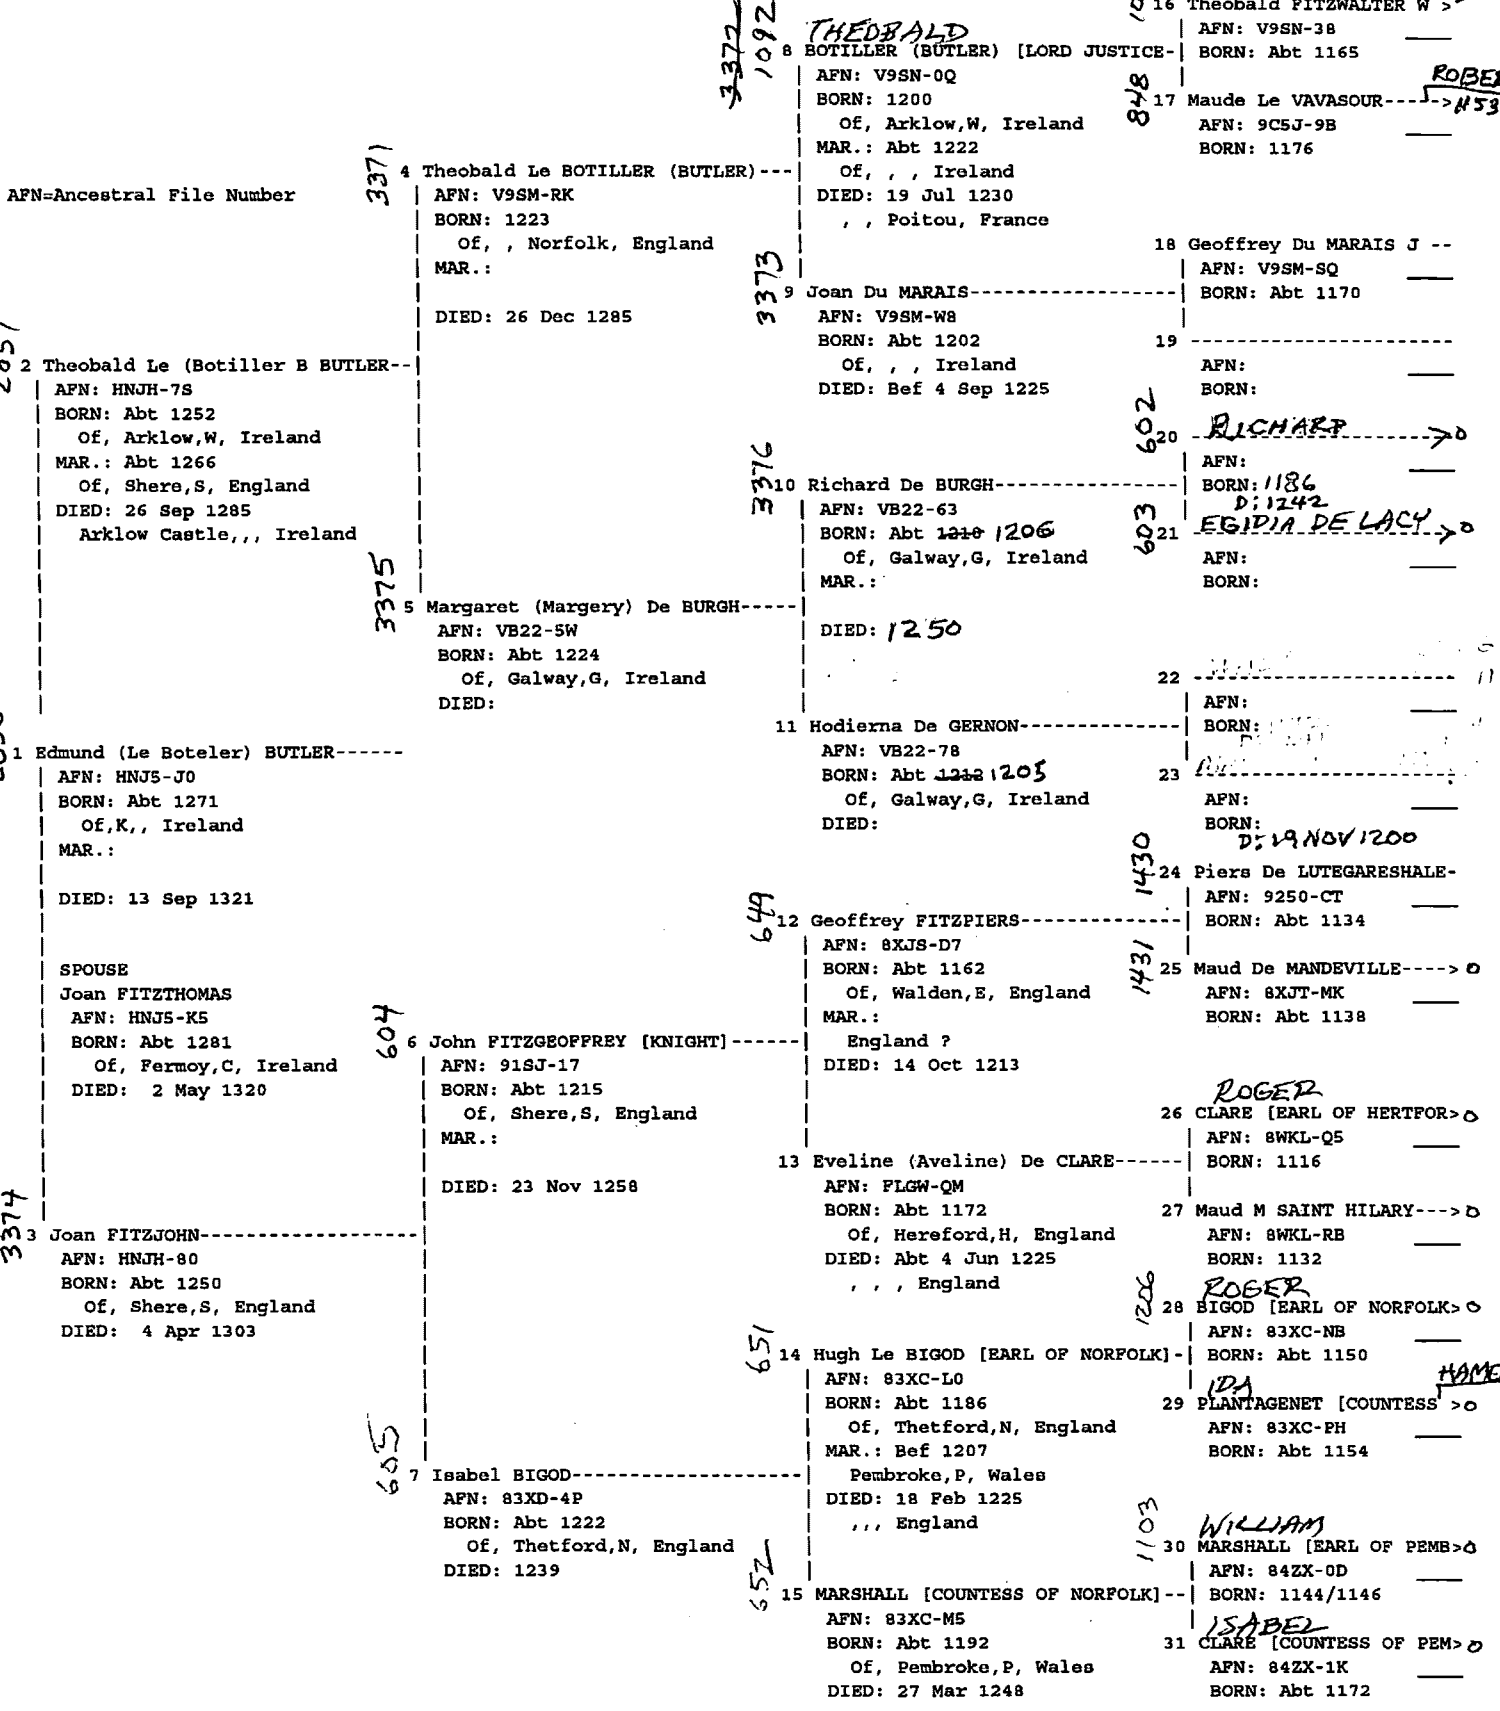 AFN=Ancestral File Number
2 Theobald Le (Botiller B BUTLER--
AFN: HNJH-7S
BORN: Abt 1252
Of, Arklow,W, Ireland
MAR.: Abt 1266
Of, Shere,S, England
DIED: 26 Sep 1285
Arklow Castle,,, Ireland
1 Edmund (Le Boteler) BUTLER------
AFN: HNJ5-J0
BORN: Abt 1271
Of,K,, Ireland
MAR.:
DIED: 13 Sep 1321
SPOUSE
Joan FITZTHOMAS
AFN: HNJ5-K5
BORN: Abt 1281
Of, Fermoy,C, Ireland
DIED: 2 May 1320
3374
3 Joan FITZJOHN------------------
AFN: HNJH-80
BORN: Abt 1250
Of, Shere,S, England
DIED: 4 Apr 1303
3371
4 Theobald Le BOTILLER (BUTLER)---
AFN: V9SM-RK
BORN: 1223
Of, , Norfolk, England
MAR.:
DIED: 26 Dec 1285
3375
5 Margaret (Margery) De BURGH-----
AFN: VB22-5W
BORN: Abt 1224
Of, Galway,G, Ireland
DIED:
604
6 John FITZGEOFFREY [KNIGHT]------
AFN: 91SJ-17
BORN: Abt 1215
Of, Shere,S, England
MAR.:
DIED: 23 Nov 1258
605
7 Isabel BIGOD-------------------
AFN: 83XD-4P
BORN: Abt 1222
Of, Thetford,N, England
DIED: 1239
3372
1092
THEOBALD
8 BOTILLER (BUTLER) [LORD JUSTICE-
AFN: V9SN-0Q
BORN: 1200
Of, Arklow,W, Ireland
MAR.: Abt 1222
Of, , , Ireland
DIED: 19 Jul 1230
, , Poitou, France
3373
9 Joan Du MARAIS-----------------
AFN: V9SM-W8
BORN: Abt 1202
Of, , , Ireland
DIED: Bef 4 Sep 1225
3376
10 Richard De BURGH---------------
AFN: VB22-63
BORN: Abt 1210 1206
Of, Galway,G, Ireland
MAR.:
DIED: 1250
11 Hodierna De GERNON-------------
AFN: VB22-78
BORN: Abt 1212 1205
Of, Galway,G, Ireland
DIED:
649
12 Geoffrey FITZPIERS-------------
AFN: 8XJS-D7
BORN: Abt 1162
Of, Walden,E, England
MAR.:
England ?
DIED: 14 Oct 1213
13 Eveline (Aveline) De CLARE------
AFN: FLGW-QM
BORN: Abt 1172
Of, Hereford,H, England
DIED: Abt 4 Jun 1225
, , , England
651
14 Hugh Le BIGOD [EARL OF NORFOLK]-
AFN: 83XC-L0
BORN: Abt 1186
Of, Thetford,N, England
MAR.: Bef 1207
Pembroke,P, Wales
DIED: 18 Feb 1225
,,, England
652
15 MARSHALL [COUNTESS OF NORFOLK]--
AFN: 83XC-M5
BORN: Abt 1192
Of, Pembroke,P, Wales
DIED: 27 Mar 1248
16 Theobald FITZWALTER W >
AFN: V9SN-38
BORN: Abt 1165
848
17 Maude Le VAVASOUR----->
AFN: 9C5J-9B
BORN: 1176
18 Geoffrey Du MARAIS J --
AFN: V9SM-SQ
BORN: Abt 1170
19 ----------------------
AFN:
BORN:
602
20 RICHARD
AFN:
BORN: 1186
D: 1242
603
21 EGIDIA DE LACY
AFN:
BORN:
22 ----------------------
AFN:
BORN:
23 ----------------------
AFN:
BORN:
D: 19 NOV 1200
1430
24 Piers De LUTEGARESHALE-
AFN: 9250-CT
BORN: Abt 1134
1431
25 Maud De MANDEVILLE---->
AFN: 8XJT-MK
BORN: Abt 1138
ROGER
26 CLARE [EARL OF HERTFOR>
AFN: 8WKL-Q5
BORN: 1116
27 Maud M SAINT HILARY--->
AFN: 8WKL-RB
BORN: 1132
1206
ROGER
28 BIGOD [EARL OF NORFOLK>
AFN: 83XC-NB
BORN: Abt 1150
IDA
29 PLANTAGENET [COUNTESS >
AFN: 83XC-PH
BORN: Abt 1154
1103
WILLIAM
30 MARSHALL [EARL OF PEMB>
AFN: 84ZX-0D
BORN: 1144/1146
ISABEL
31 CLARE [COUNTESS OF PEM>
AFN: 84ZX-1K
BORN: Abt 1172